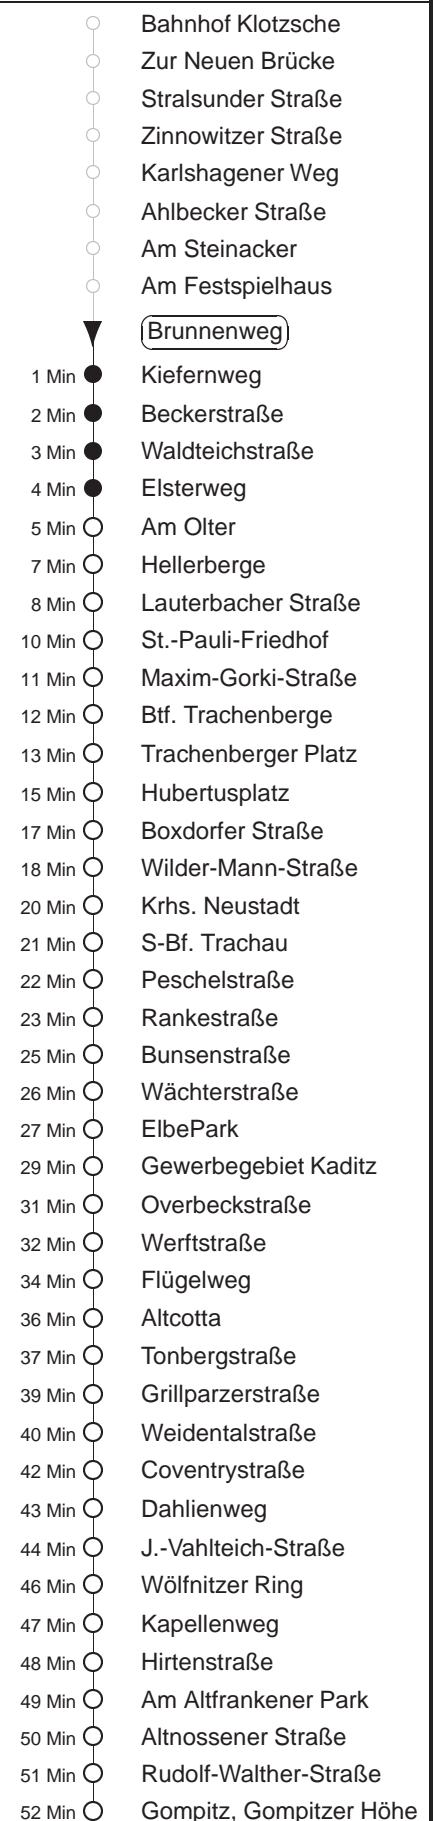 Bahnhof Klotzsche
Zur Neuen Brücke
Stralsunder Straße
Zinnowitzer Straße
Karlshagener Weg
Ahlbecker Straße
Am Steinacker
Am Festspielhaus
Brunnenweg
1 Min Kiefernweg
2 Min Beckerstraße
3 Min Waldteichstraße
4 Min Elsterweg
5 Min Am Olter
7 Min Hellerberge
8 Min Lauterbacher Straße
10 Min St.-Pauli-Friedhof
11 Min Maxim-Gorki-Straße
12 Min Btf. Trachenberge
13 Min Trachenberger Platz
15 Min Hubertusplatz
17 Min Boxdorfer Straße
18 Min Wilder-Mann-Straße
20 Min Krhs. Neustadt
21 Min S-Bf. Trachau
22 Min Peschelstraße
23 Min Rankestraße
25 Min Bunsenstraße
26 Min Wächterstraße
27 Min ElbePark
29 Min Gewerbegebiet Kaditz
31 Min Overbeckstraße
32 Min Werftstraße
34 Min Flügelweg
36 Min Altcotta
37 Min Tonbergstraße
39 Min Grillparzerstraße
40 Min Weidentalstraße
42 Min Coventrystraße
43 Min Dahlienweg
44 Min J.-Vahlteich-Straße
46 Min Wölfnitzer Ring
47 Min Kapellenweg
48 Min Hirtenstraße
49 Min Am Altfrankener Park
50 Min Altnossener Straße
51 Min Rudolf-Walther-Straße
52 Min Gompitz, Gompitzer Höhe